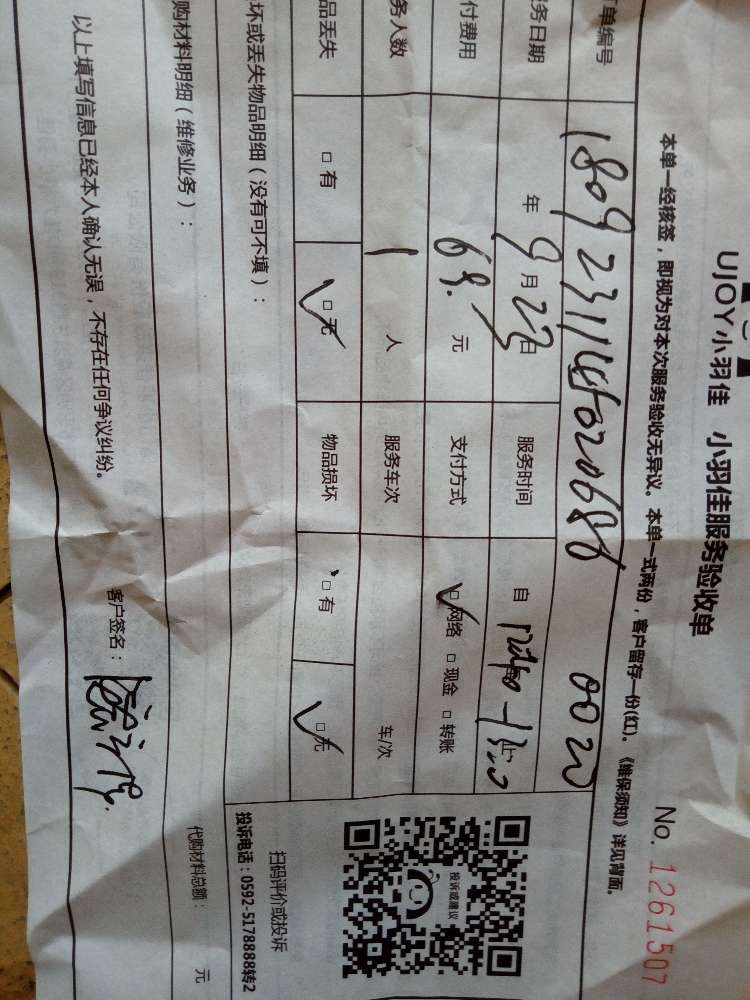 UJOY小羽佳 小羽佳服务验收单
No. 1261507
本单一经核签，即视为对本次服务验收无异议。本单一式两份，客户留存一份(红)。《维保须知》详见背面。
单编号
务日期 年 9 月 23 日 服务时间 自
付费用 68. 元 支付方式 ☑网络 □现金 □转账
务人数 1 人 服务车次 车/次
品丢失 □有 ☑无 物品损坏 □有 ☑无
坏或丢失物品明细（没有可不填）：
扫码评价或投诉
投诉电话：0592-5178888转2
投诉或建议
购材料明细（维修业务）：
代购材料总额： 元
以上填写信息已经本人确认无误，不存在任何争议纠纷。
客户签名：